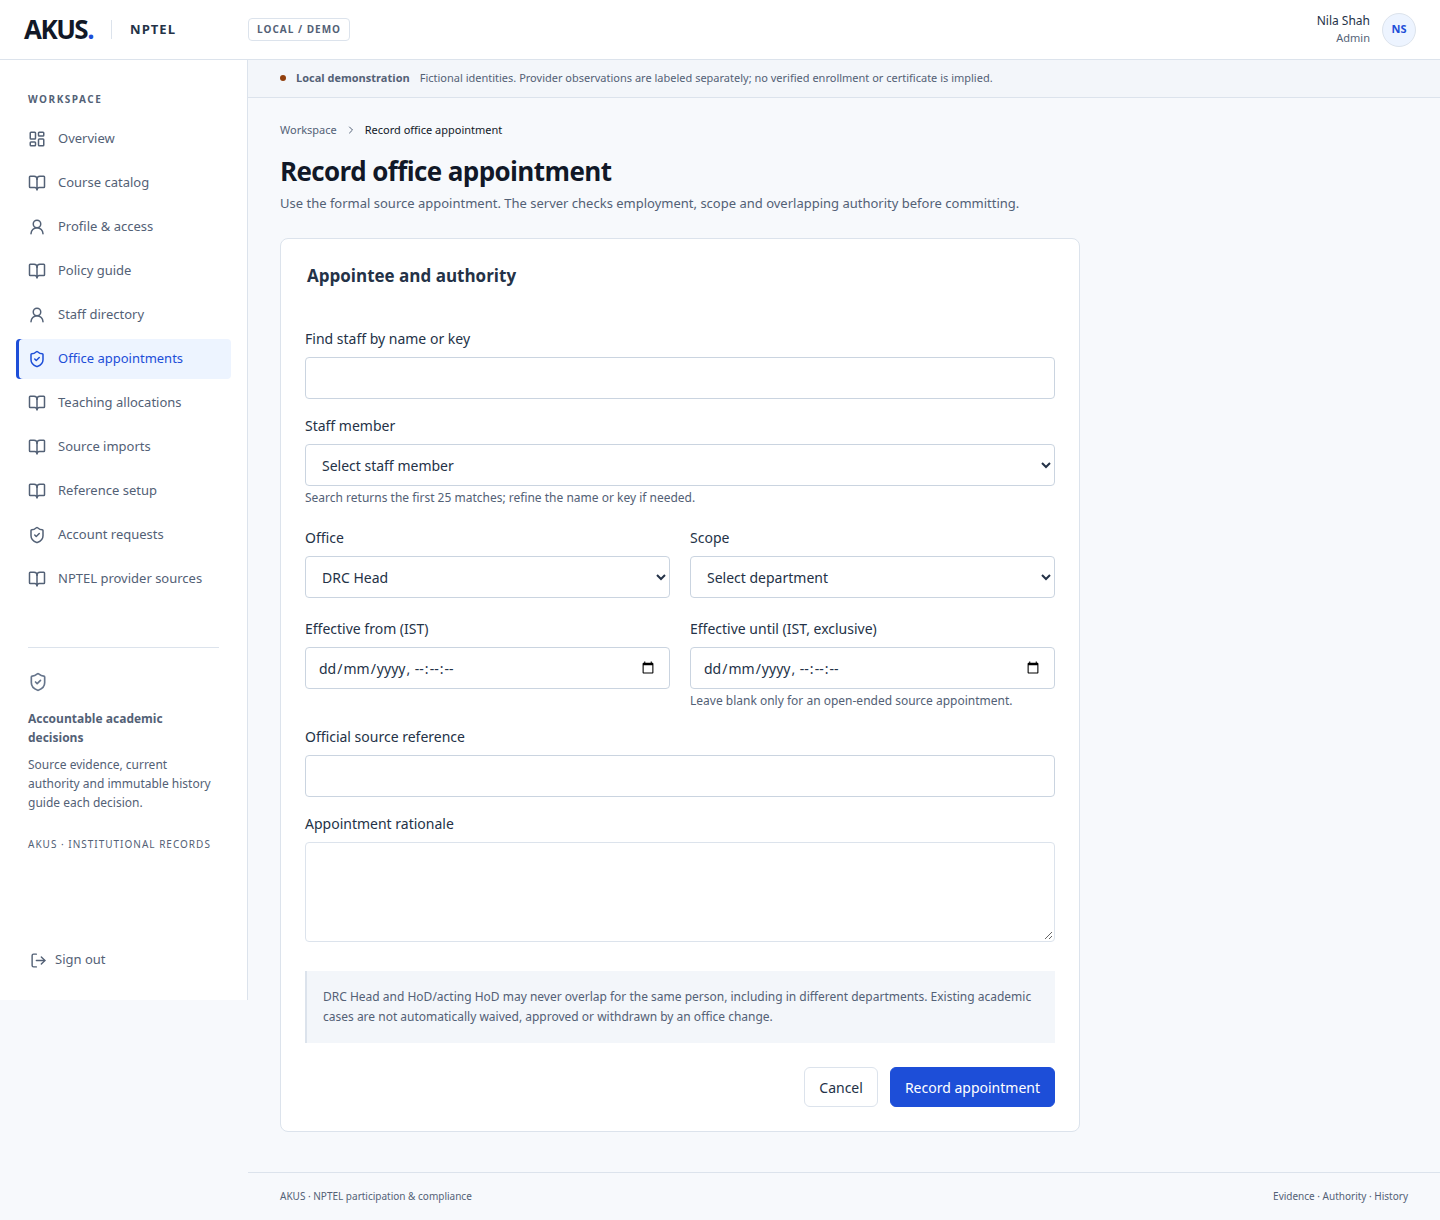 AKUS.
NPTEL
LOCAL / DEMO
Nila Shah
Admin
NS
WORKSPACE
Overview
Course catalog
Profile & access
Policy guide
Staff directory
Office appointments
Teaching allocations
Source imports
Reference setup
Account requests
NPTEL provider sources
Accountable academic
decisions
Source evidence, current
authority and immutable history
guide each decision.
AKUS · INSTITUTIONAL RECORDS
Sign out
Local demonstration Fictional identities. Provider observations are labeled separately; no verified enrollment or certificate is implied.
Workspace > Record office appointment
Record office appointment
Use the formal source appointment. The server checks employment, scope and overlapping authority before committing.
Appointee and authority
Find staff by name or key
Staff member
Select staff member
Search returns the first 25 matches; refine the name or key if needed.
Office
Scope
DRC Head
Select department
Effective from (IST)
Effective until (IST, exclusive)
dd/mm/yyyy, --:--:--
dd/mm/yyyy, --:--:--
Leave blank only for an open-ended source appointment.
Official source reference
Appointment rationale
DRC Head and HoD/acting HoD may never overlap for the same person, including in different departments. Existing academic
cases are not automatically waived, approved or withdrawn by an office change.
Cancel
Record appointment
AKUS · NPTEL participation & compliance
Evidence · Authority · History